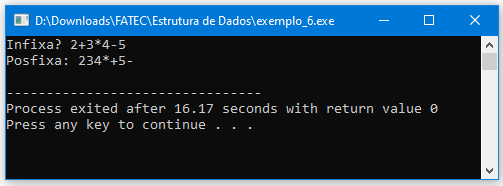 D:\Downloads\FATEC\Estrutura de Dados\exemplo_6.exe
Infixa? 2+3*4-5
Posfixa: 234*+5-
--------------------------------
Process exited after 16.17 seconds with return value 0
Press any key to continue . . .